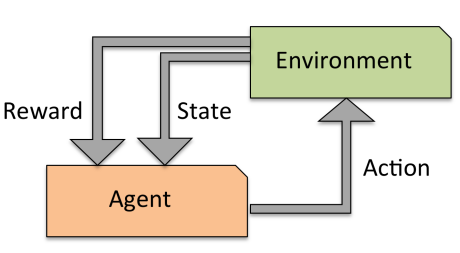 Environment
Reward
State
Action
Agent